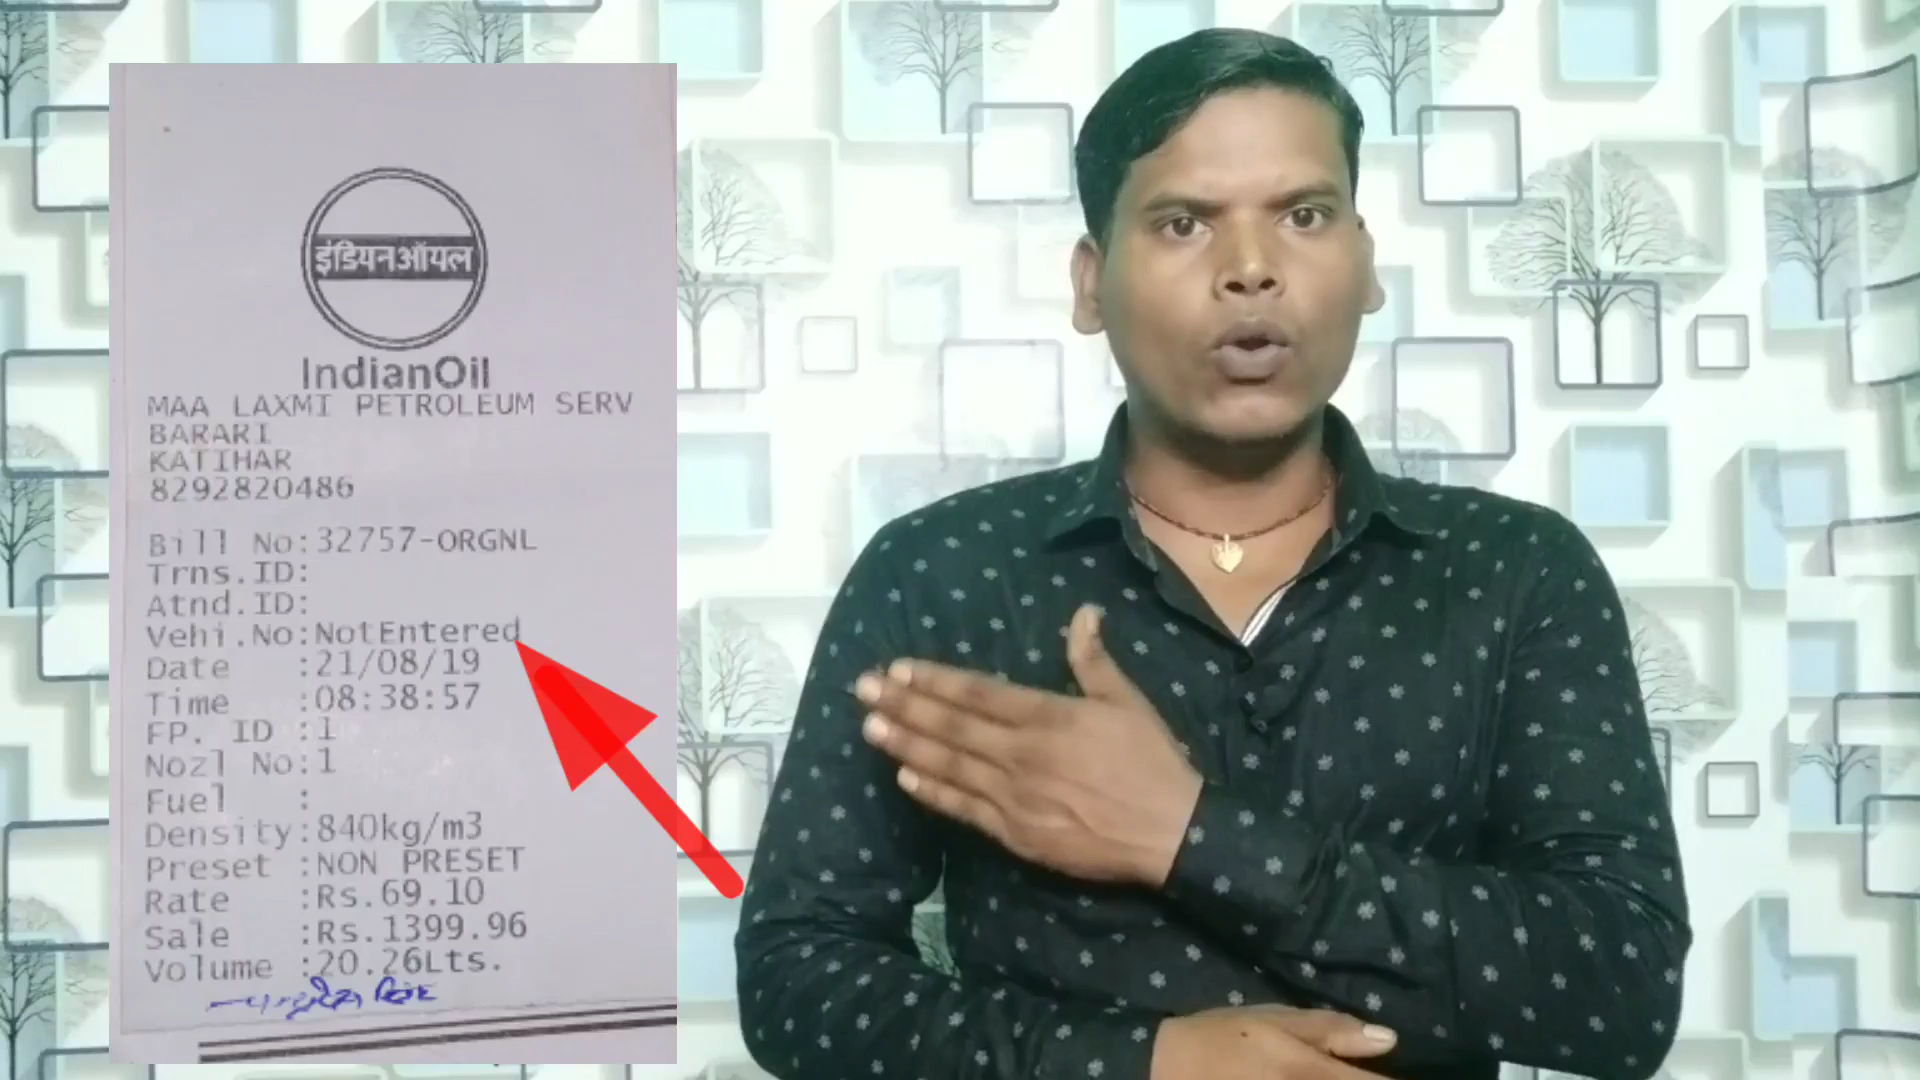 इंडियनऑयल
IndianOil
MAA LAXMI PETROLEUM SERV
BARARI
KATIHAR
8292820486
Bill No:32757-ORGNL
Trns.ID:
Atnd.ID:
Vehi.No:NotEntered
Date :21/08/19
Time :08:38:57
FP. ID :1
Nozl No:1
Fuel :
Density:840kg/m3
Preset :NON PRESET
Rate :Rs.69.10
Sale :Rs.1399.96
Volume :20.26Lts.